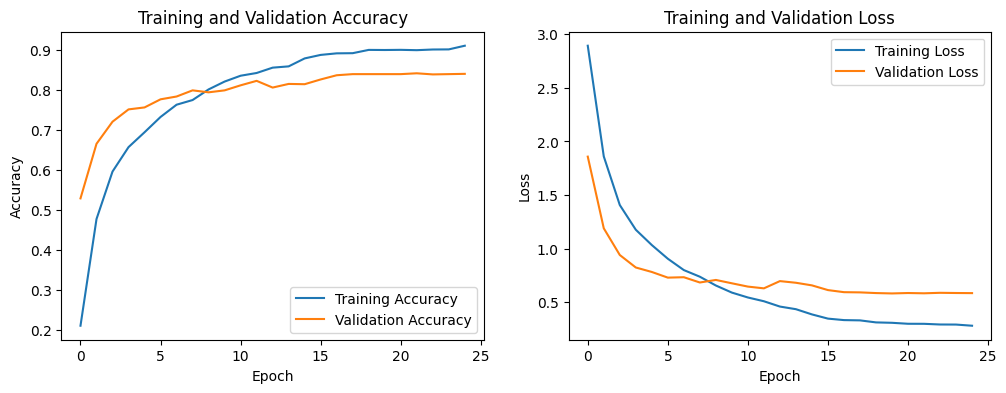 Training and Validation Accuracy
Accuracy
0.9
0.8
0.7
0.6
0.5
0.4
0.3
0.2
Training Accuracy
Validation Accuracy
0 5 10 15 20 25
Epoch
Training and Validation Loss
Loss
3.0
2.5
2.0
1.5
1.0
0.5
Training Loss
Validation Loss
0 5 10 15 20 25
Epoch